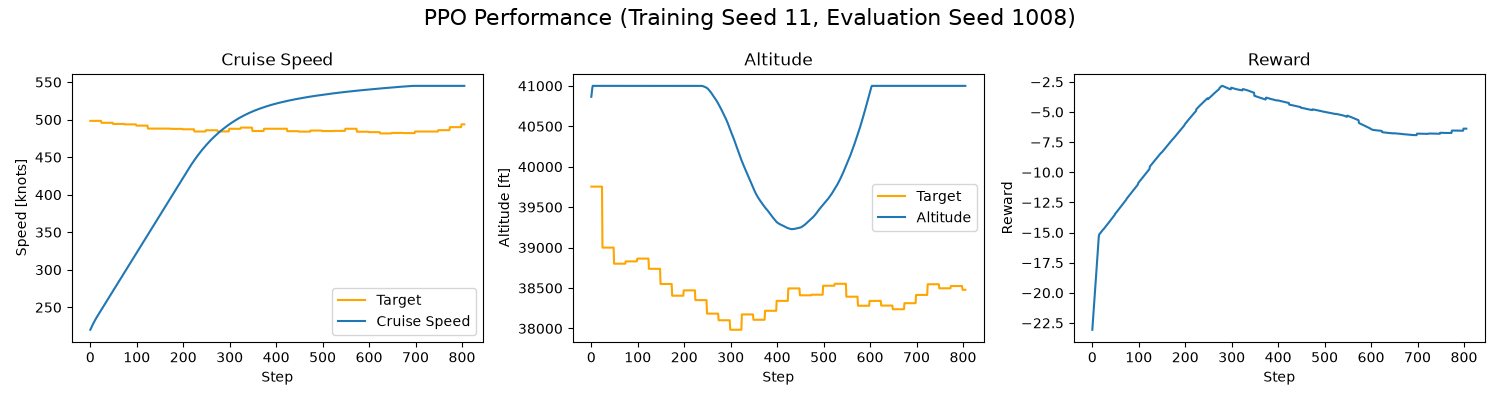 PPO Performance (Training Seed 11, Evaluation Seed 1008)
Cruise Speed
550
500
450
400
350
300
250
Speed [knots]
0 100 200 300 400 500 600 700 800
Step
Target
Cruise Speed
Altitude
41000
40500
40000
39500
39000
38500
38000
Altitude [ft]
0 100 200 300 400 500 600 700 800
Step
Target
Altitude
Reward
−2.5
−5.0
−7.5
−10.0
−12.5
−15.0
−17.5
−20.0
−22.5
Reward
0 100 200 300 400 500 600 700 800
Step